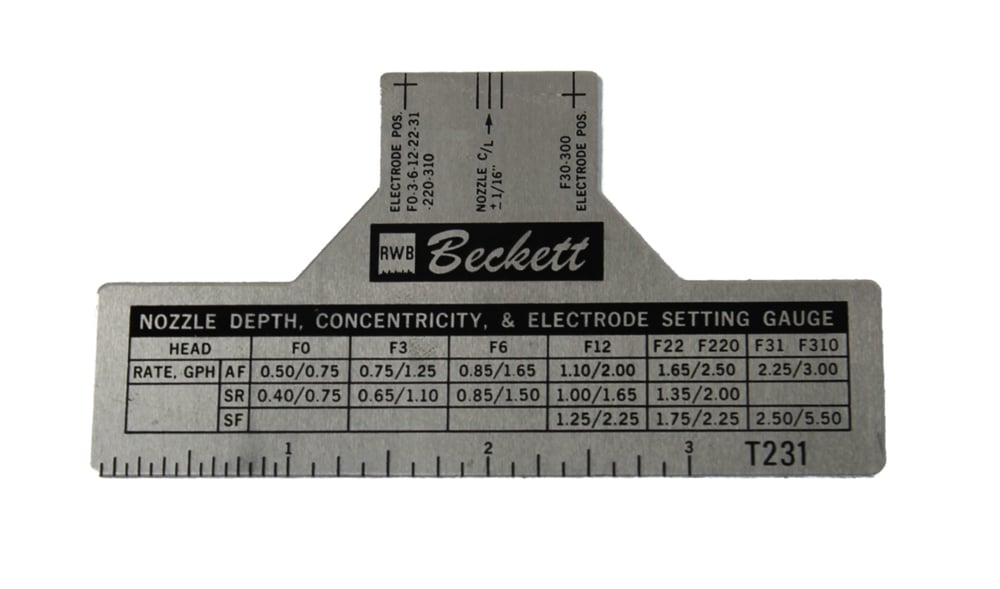 ELECTRODE POS.
F0-3-6-12-22-31
-220-310
NOZZLE C/L
± 1/16"
F30-300
ELECTRODE POS.
RWB Beckett
NOZZLE DEPTH, CONCENTRICITY, & ELECTRODE SETTING GAUGE
HEAD F0 F3 F6 F12 F22 F220 F31 F310
RATE, GPH AF 0.50/0.75 0.75/1.25 0.85/1.65 1.10/2.00 1.65/2.50 2.25/3.00
SR 0.40/0.75 0.65/1.10 0.85/1.50 1.00/1.65 1.35/2.00
SF 1.25/2.25 1.75/2.25 2.50/5.50
1 2 3 T231